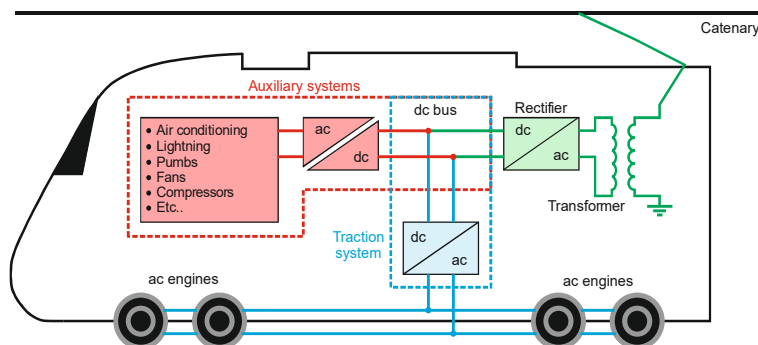 Catenary
Auxiliary systems
dc bus
Rectifier
• Air conditioning
• Lightning
• Pumbs
• Fans
• Compressors
• Etc..
ac
dc
dc
ac
Transformer
Traction
system
dc
ac
ac engines
ac engines